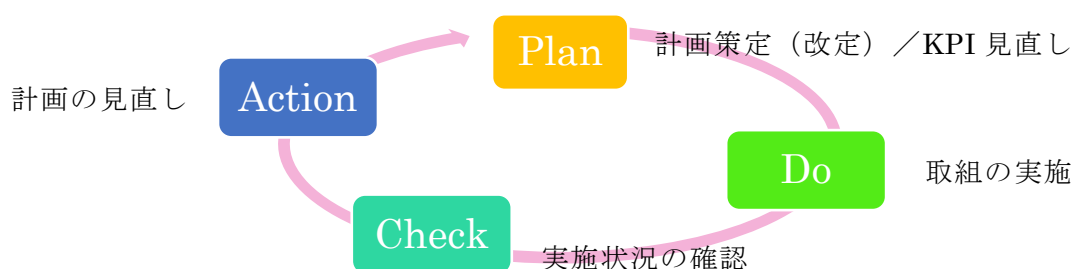 Plan
計画策定（改定）／KPI 見直し
Action
計画の見直し
Do
取組の実施
Check
実施状況の確認